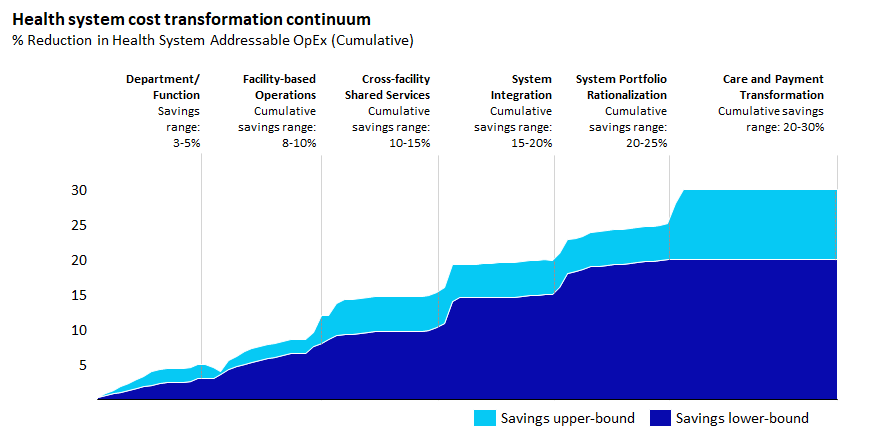 Health system cost transformation continuum
% Reduction in Health System Addressable OpEx (Cumulative)
Department/
Function
Savings
range:
3-5%
Facility-based
Operations
Cumulative
savings range:
8-10%
Cross-facility
Shared Services
Cumulative
savings range:
10-15%
System
Integration
Cumulative
savings range:
15-20%
System Portfolio
Rationalization
Cumulative
savings range:
20-25%
Care and Payment
Transformation
Cumulative savings
range: 20-30%
30
25
20
15
10
5
Savings upper-bound
Savings lower-bound